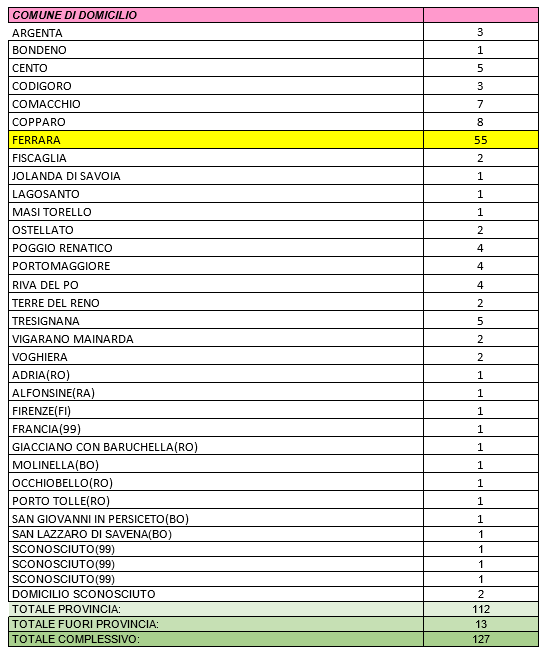 COMUNE DI DOMICILIO
ARGENTA 3
BONDENO 1
CENTO 5
CODIGORO 3
COMACCHIO 7
COPPARO 8
FERRARA 55
FISCAGLIA 2
JOLANDA DI SAVOIA 1
LAGOSANTO 1
MASI TORELLO 1
OSTELLATO 2
POGGIO RENATICO 4
PORTOMAGGIORE 4
RIVA DEL PO 4
TERRE DEL RENO 2
TRESIGNANA 5
VIGARANO MAINARDA 2
VOGHIERA 2
ADRIA(RO) 1
ALFONSINE(RA) 1
FIRENZE(FI) 1
FRANCIA(99) 1
GIACCIANO CON BARUCHELLA(RO) 1
MOLINELLA(BO) 1
OCCHIOBELLO(RO) 1
PORTO TOLLE(RO) 1
SAN GIOVANNI IN PERSICETO(BO) 1
SAN LAZZARO DI SAVENA(BO) 1
SCONOSCIUTO(99) 1
SCONOSCIUTO(99) 1
SCONOSCIUTO(99) 1
DOMICILIO SCONOSCIUTO 2
TOTALE PROVINCIA: 112
TOTALE FUORI PROVINCIA: 13
TOTALE COMPLESSIVO: 127